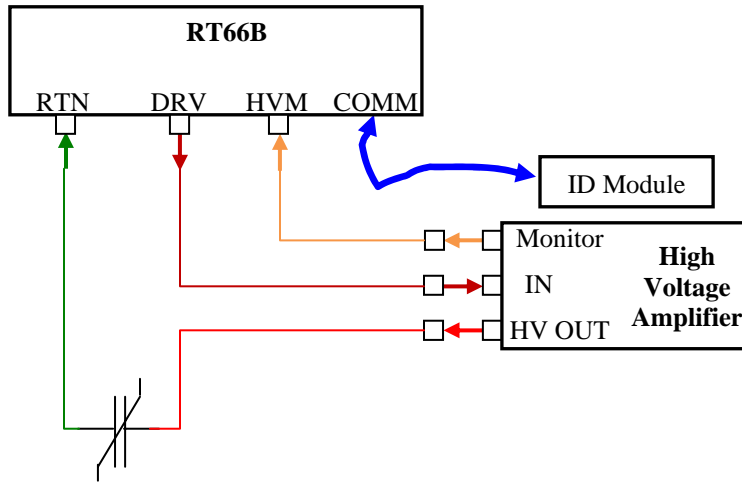 RT66B
RTN DRV HVM COMM
ID Module
Monitor
IN
HV OUT
High
Voltage
Amplifier